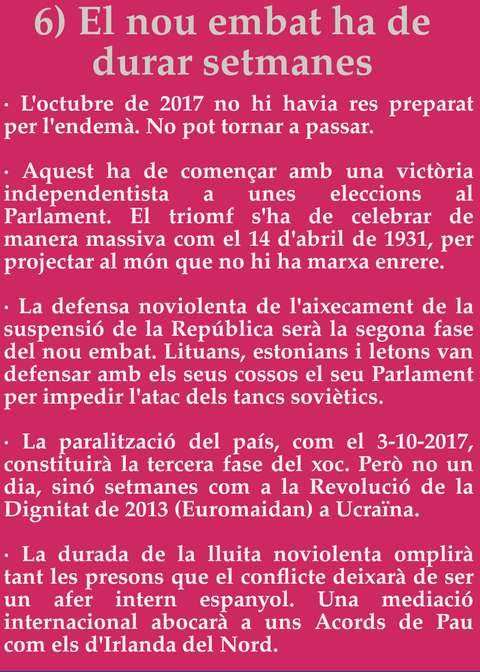 6) El nou embat ha de
durar setmanes
· L'octubre de 2017 no hi havia res preparat
per l'endemà. No pot tornar a passar.
· Aquest ha de començar amb una victòria
independentista a unes eleccions al
Parlament. El triomf s'ha de celebrar de
manera massiva com el 14 d'abril de 1931, per
projectar al món que no hi ha marxa enrere.
· La defensa noviolenta de l'aixecament de la
suspensió de la República serà la segona fase
del nou embat. Lituans, estonians i letons van
defensar amb els seus cossos el seu Parlament
per impedir l'atac dels tancs soviètics.
· La paralització del país, com el 3-10-2017,
constituirà la tercera fase del xoc. Però no un
dia, sinó setmanes com a la Revolució de la
Dignitat de 2013 (Euromaidan) a Ucraïna.
· La durada de la lluita noviolenta omplirà
tant les presons que el conflicte deixarà de ser
un afer intern espanyol. Una mediació
internacional abocarà a uns Acords de Pau
com els d'Irlanda del Nord.